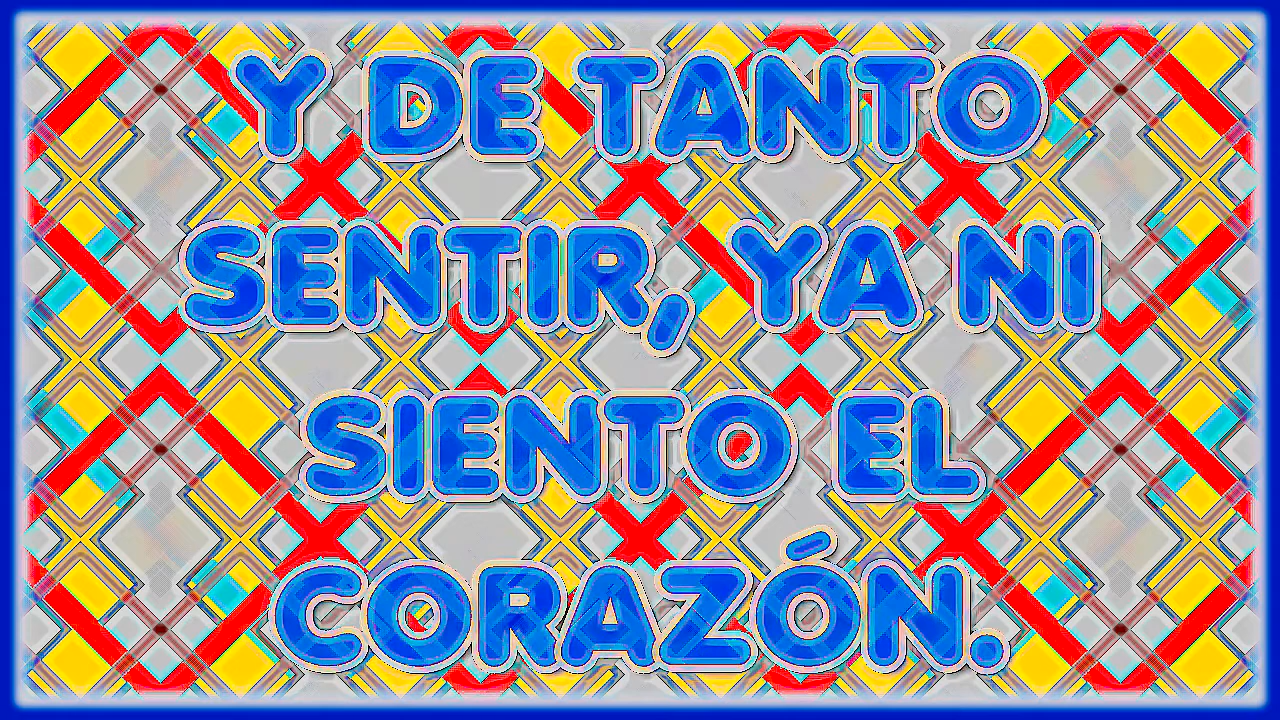 Y DE TANTO
SENTIR, YA NI
SIENTO EL
CORAZÓN.